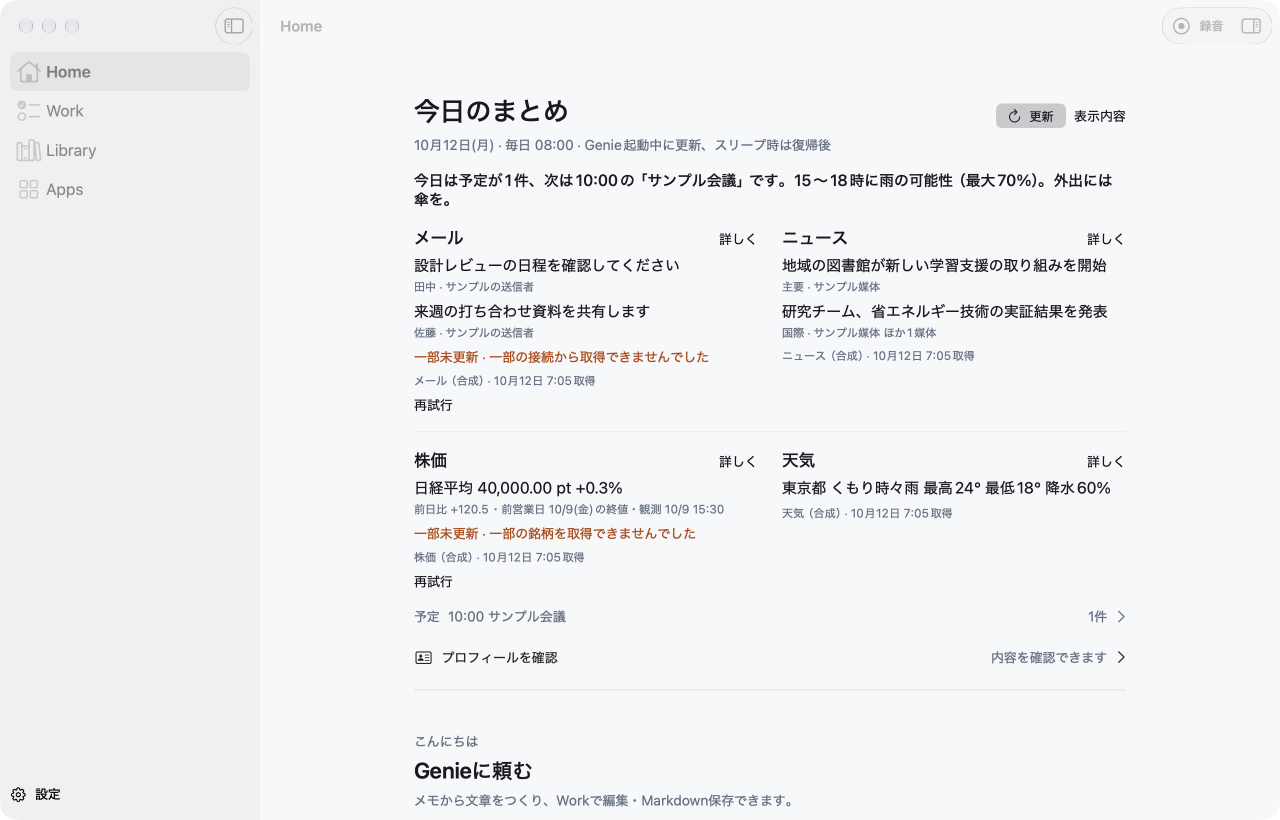 Home
録音
Home
Work
Library
Apps
設定
今日のまとめ
更新
表示内容
10月12日(月) · 毎日 08:00 · Genie起動中に更新、スリープ時は復帰後
今日は予定が1件、次は10:00の「サンプル会議」です。15〜18時に雨の可能性（最大70%）。外出には
傘を。
メール
詳しく
設計レビューの日程を確認してください
田中 · サンプルの送信者
来週の打ち合わせ資料を共有します
佐藤 · サンプルの送信者
一部未更新 · 一部の接続から取得できませんでした
メール（合成）· 10月12日 7:05取得
再試行
ニュース
詳しく
地域の図書館が新しい学習支援の取り組みを開始
主要 · サンプル媒体
研究チーム、省エネルギー技術の実証結果を発表
国際 · サンプル媒体 ほか1媒体
ニュース（合成）· 10月12日 7:05取得
株価
詳しく
日経平均 40,000.00 pt +0.3%
前日比 +120.5・前営業日 10/9(金)の終値・観測 10/9 15:30
一部未更新 · 一部の銘柄を取得できませんでした
株価（合成）· 10月12日 7:05取得
再試行
天気
詳しく
東京都 くもり時々雨 最高24° 最低18° 降水60%
天気（合成）· 10月12日 7:05取得
予定 10:00 サンプル会議
1件
プロフィールを確認
内容を確認できます
こんにちは
Genieに頼む
メモから文章をつくり、Workで編集・Markdown保存できます。